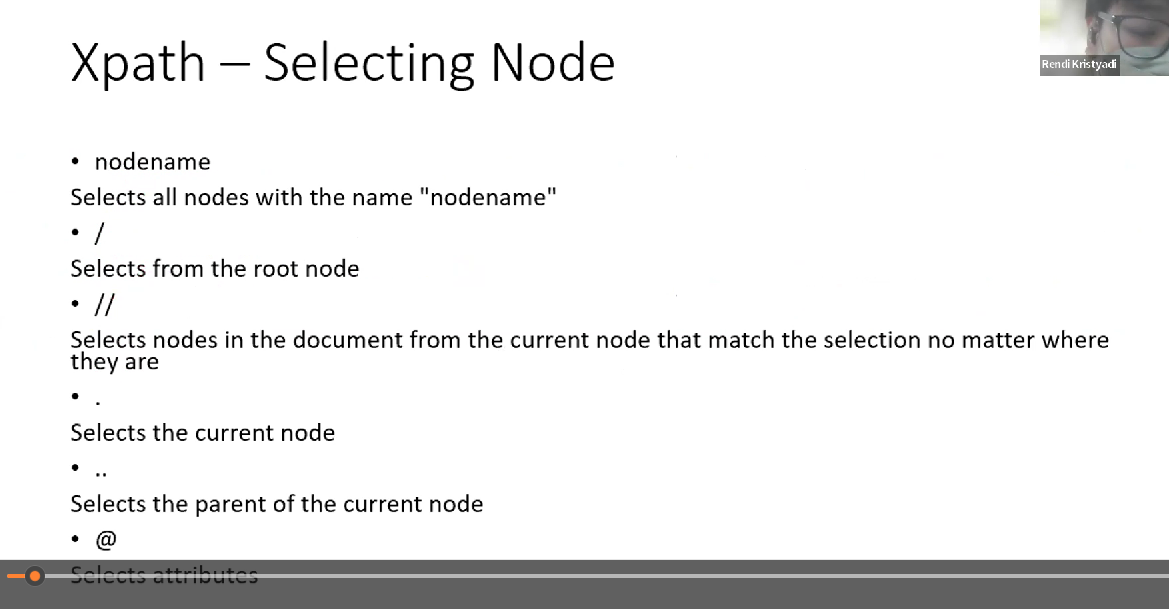 Xpath – Selecting Node
Rendi Kristyadi
• nodename
Selects all nodes with the name "nodename"
• /
Selects from the root node
• //
Selects nodes in the document from the current node that match the selection no matter where
they are
• .
Selects the current node
• ..
Selects the parent of the current node
• @
Selects attributes